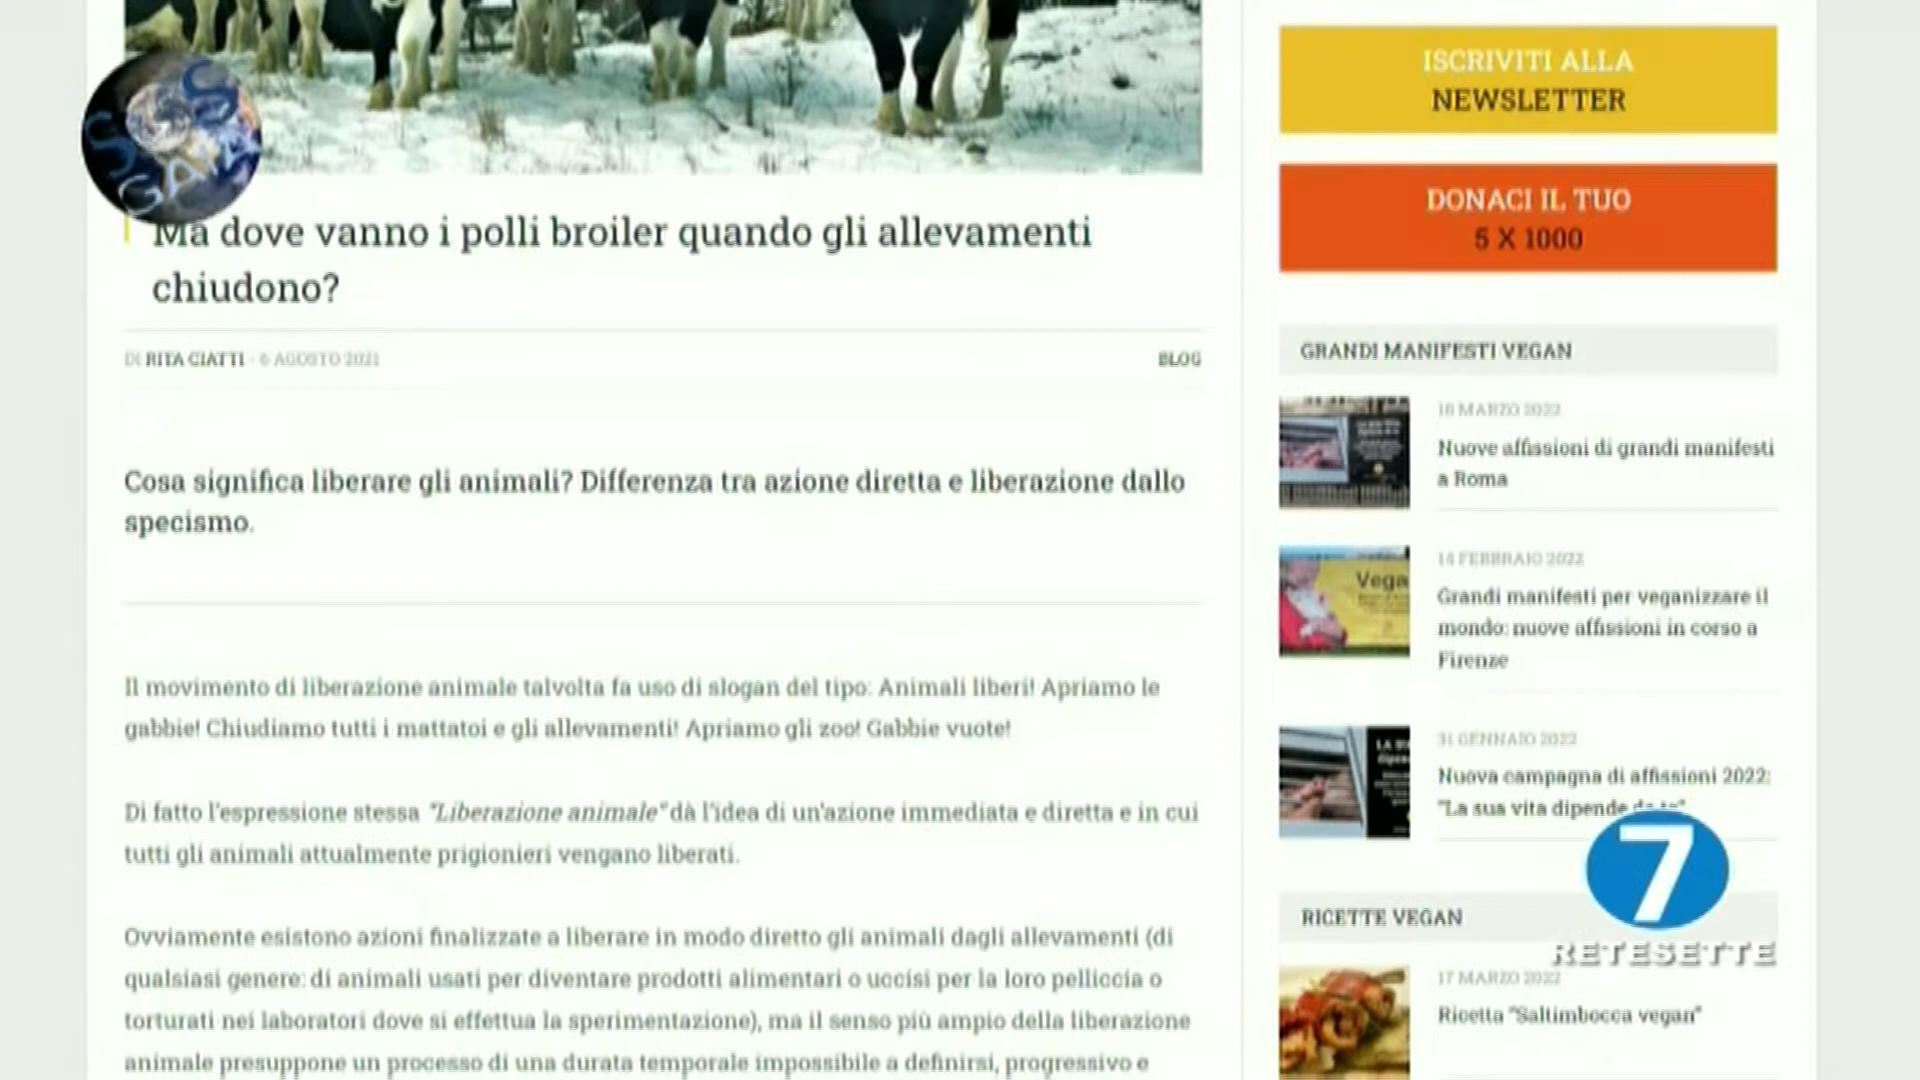 SOS
GAIA
Ma dove vanno i polli broiler quando gli allevamenti
chiudono?
DI RITA CIATTI - 6 AGOSTO 2021
BLOG
Cosa significa liberare gli animali? Differenza tra azione diretta e liberazione dallo
specismo.
Il movimento di liberazione animale talvolta fa uso di slogan del tipo: Animali liberi! Apriamo le
gabbie! Chiudiamo tutti i mattatoi e gli allevamenti! Apriamo gli zoo! Gabbie vuote!
Di fatto l'espressione stessa "Liberazione animale" dà l'idea di un'azione immediata e diretta e in cui
tutti gli animali attualmente prigionieri vengano liberati.
Ovviamente esistono azioni finalizzate a liberare in modo diretto gli animali dagli allevamenti (di
qualsiasi genere: di animali usati per diventare prodotti alimentari o uccisi per la loro pelliccia o
torturati nei laboratori dove si effettua la sperimentazione), ma il senso più ampio della liberazione
animale presuppone un processo di una durata temporale impossibile a definirsi, progressivo e
ISCRIVITI ALLA
NEWSLETTER
DONACI IL TUO
5 X 1000
GRANDI MANIFESTI VEGAN
MARZO 2022
Nuove affissioni di grandi manifesti
a Roma
Vega
14 FEBBRAIO 2022
Grandi manifesti per veganizzare il
mondo: nuove affissioni in corso a
Firenze
31 GENNAIO 2022
Nuova campagna di affissioni 2022:
"La sua vita dipende da te"
RICETTE VEGAN
17 MARZO 2022
Ricetta "Saltimbocca vegan"
7
RETESETTE